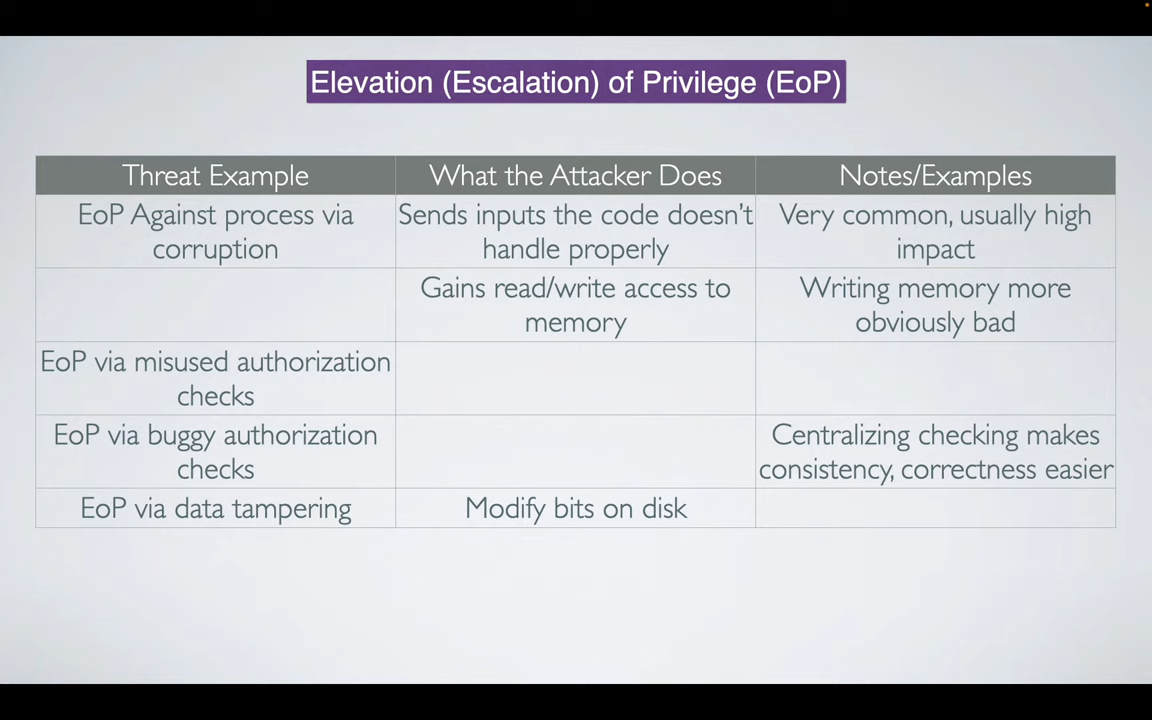 Elevation (Escalation) of Privilege (EoP)
Threat Example
What the Attacker Does
Notes/Examples
EoP Against process via
corruption
Sends inputs the code doesn't
handle properly
Very common, usually high
impact
Gains read/write access to
memory
Writing memory more
obviously bad
EoP via misused authorization
checks
EoP via buggy authorization
checks
Centralizing checking makes
consistency, correctness easier
EoP via data tampering
Modify bits on disk